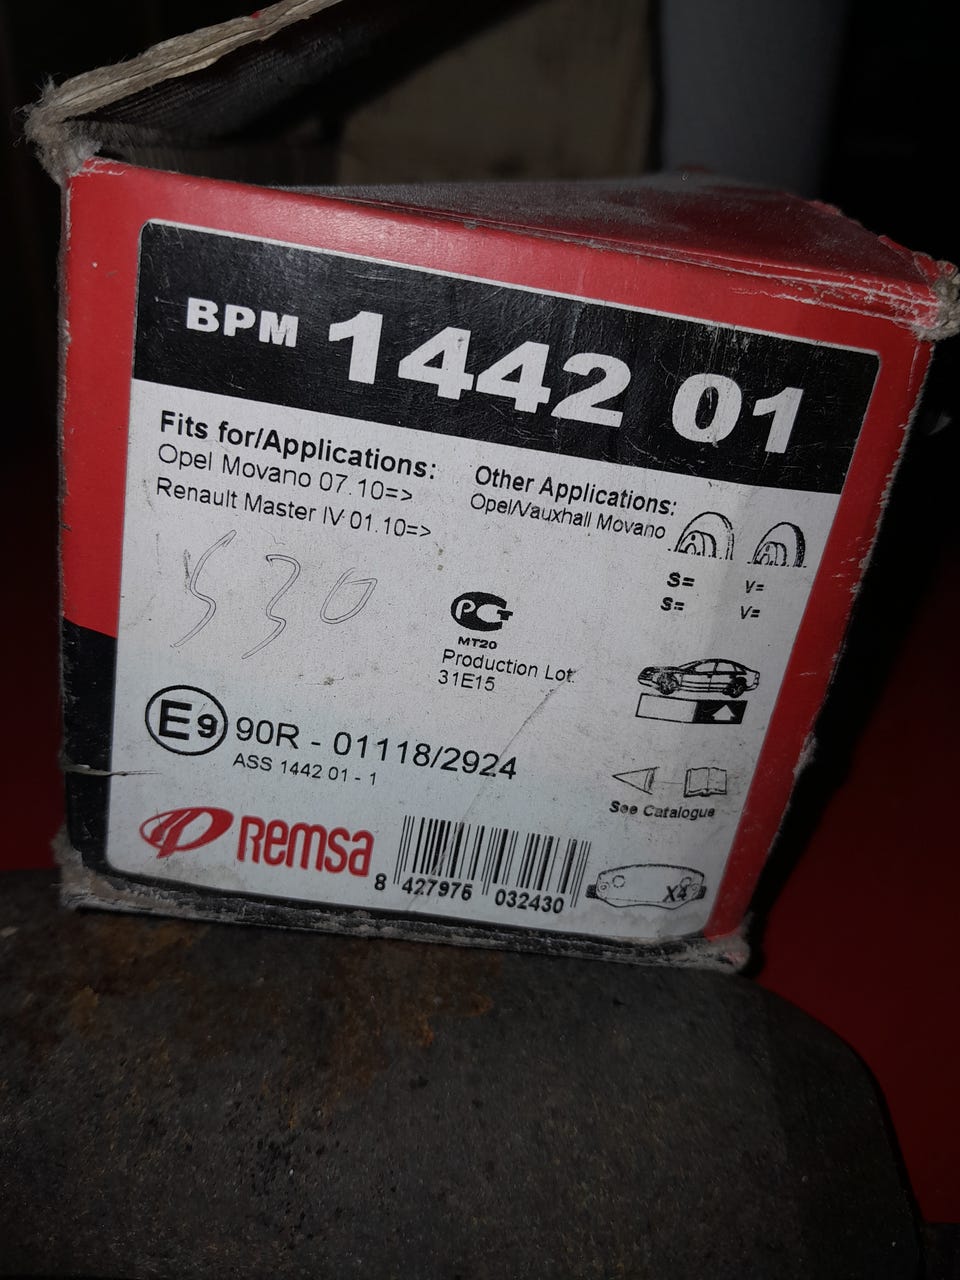 BPM 1442 01
Fits for/Applications:
Opel Movano 07.10=>
Renault Master IV 01.10=>
Other Applications:
Opel/Vauxhall Movano
S= V=
S= V=
530
PCT
MT20
Production Lot:
31E15
E9 90R - 01118/2924
ASS 1442 01 - 1
See Catalogue
Remsa
8 427975 032430
X4